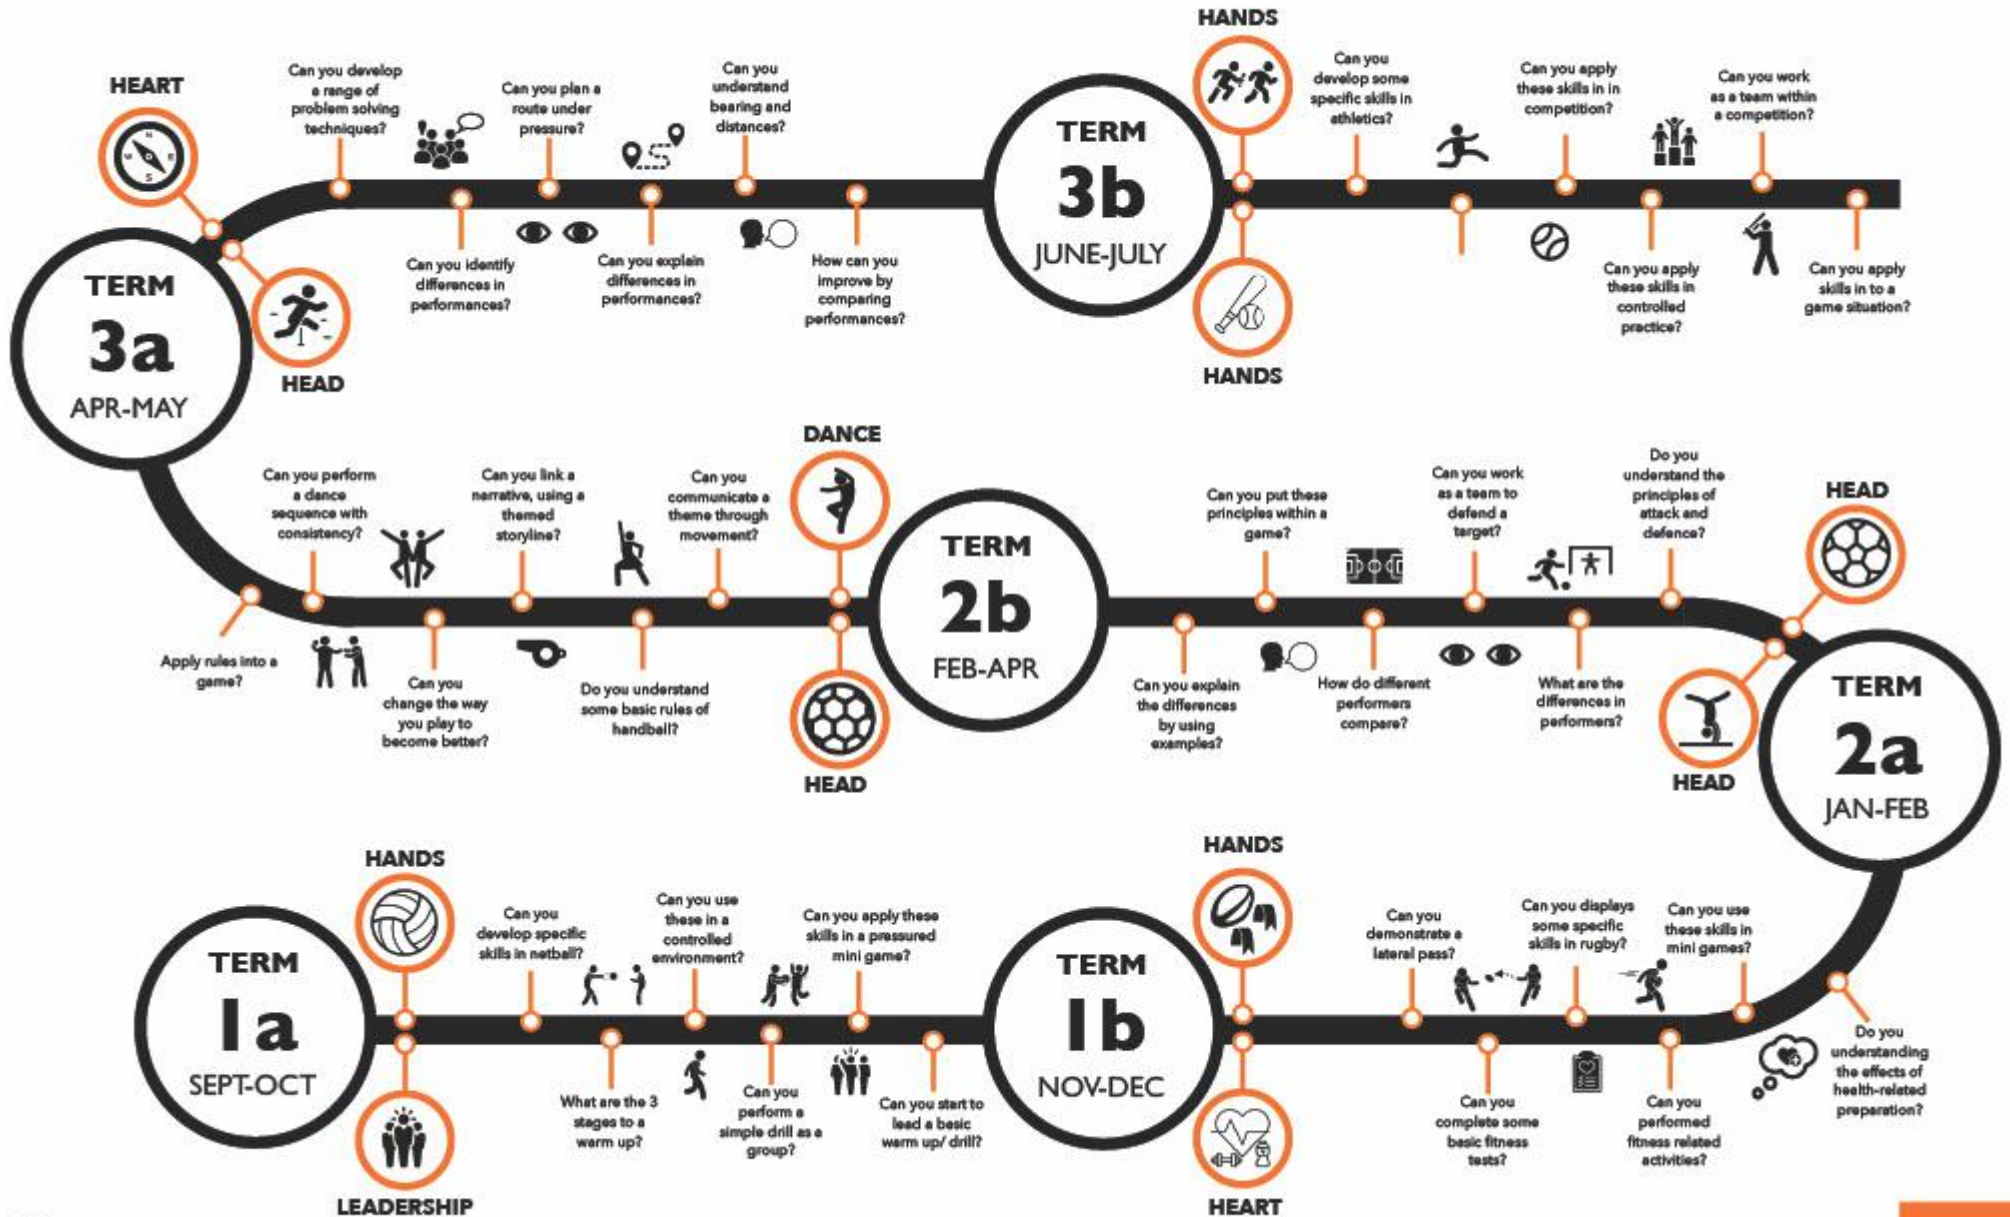 HANDS
HEART
Can you develop
a range of
problem solving
techniques?
Can you plan a
route under
pressure?
Can you
understand
bearing and
distances?
Can you identify
differences in
performances?
Can you explain
differences in
performances?
How can you
improve by
comparing
performances?
TERM
3b
JUNE-JULY
Can you
develop some
specific skills in
athletics?
Can you apply
these skills in in
competition?
Can you work
as a team within
a competition?
Can you apply
these skills in
controlled
practice?
Can you apply
skills in to a
game situation?
HANDS
TERM
3a
APR-MAY
HEAD
N
E
S
W
DANCE
Can you perform
a dance
sequence with
consistency?
Can you link a
narrative, using a
themed
storyline?
Can you
communicate a
theme through
movement?
Apply rules into a
game?
Can you
change the way
you play to
become better?
Do you understand
some basic rules of
handball?
HEAD
TERM
2b
FEB-APR
Can you put these
principles within a
game?
Can you work
as a team to
defend a
target?
Do you
understand the
principles of
attack and
defence?
HEAD
Can you explain
the differences
by using
examples?
How do different
performers
compare?
What are the
differences in
performers?
HEAD
TERM
2a
JAN-FEB
HANDS
TERM
1a
SEPT-OCT
Can you
develop specific
skills in netball?
Can you use
these in a
controlled
environment?
Can you apply these
skills in a pressured
mini game?
What are the 3
stages to a
warm up?
Can you
perform a
simple drill as a
group?
Can you start to
lead a basic
warm up/ drill?
LEADERSHIP
HANDS
TERM
1b
NOV-DEC
Can you
demonstrate a
lateral pass?
Can you displays
some specific
skills in rugby?
Can you use
these skills in
mini games?
Can you
complete some
basic fitness
tests?
Can you
performed
fitness related
activities?
Do you
understanding
the effects of
health-related
preparation?
HEART